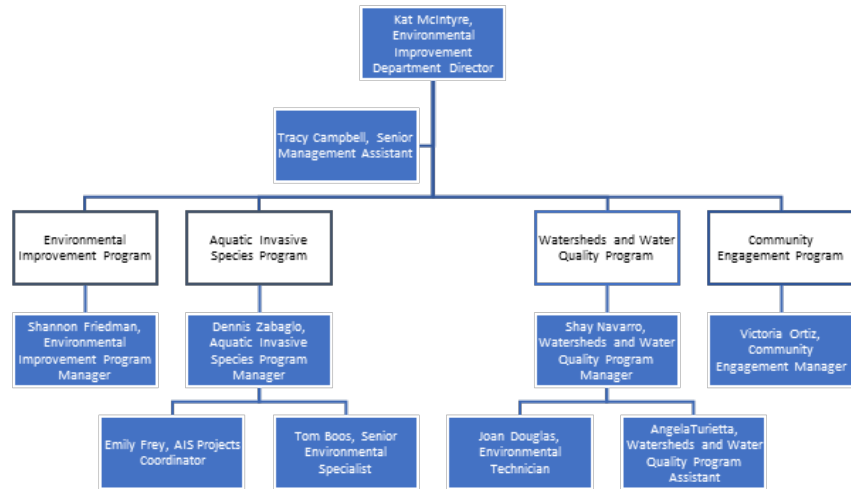 Kat McIntyre,
Environmental
Improvement
Department Director
Tracy Campbell, Senior
Management Assistant
Environmental
Improvement Program
Aquatic Invasive
Species Program
Watersheds and Water
Quality Program
Community
Engagement Program
Shannon Friedman,
Environmental
Improvement Program
Manager
Dennis Zabaglo,
Aquatic Invasive
Species Program
Manager
Shay Navarro,
Watersheds and Water
Quality Program
Manager
Victoria Ortiz,
Community
Engagement Manager
Emily Frey, AIS Projects
Coordinator
Tom Boos, Senior
Environmental
Specialist
Joan Douglas,
Environmental
Technician
AngelaTurietta,
Watersheds and Water
Quality Program
Assistant